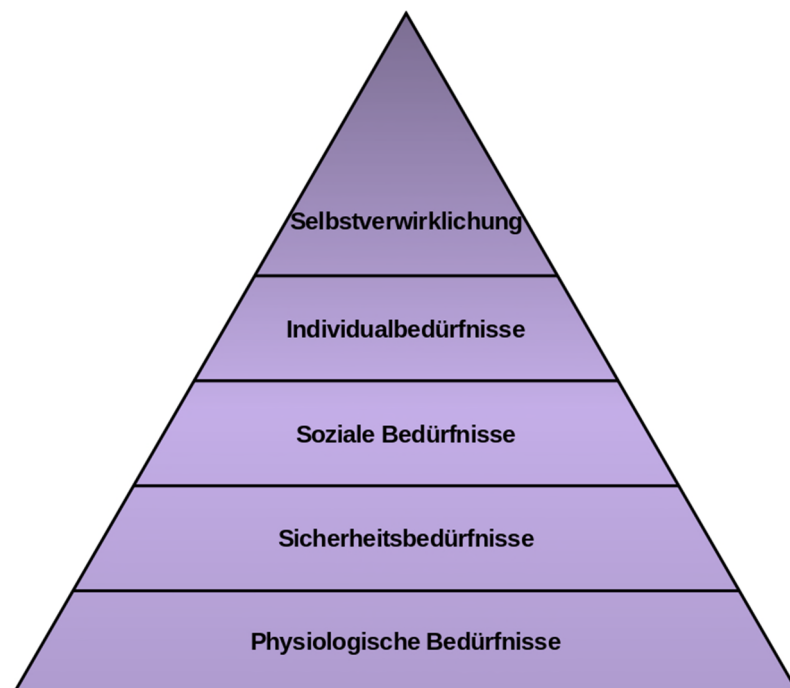 Selbstverwirklichung
Individualbedürfnisse
Soziale Bedürfnisse
Sicherheitsbedürfnisse
Physiologische Bedürfnisse